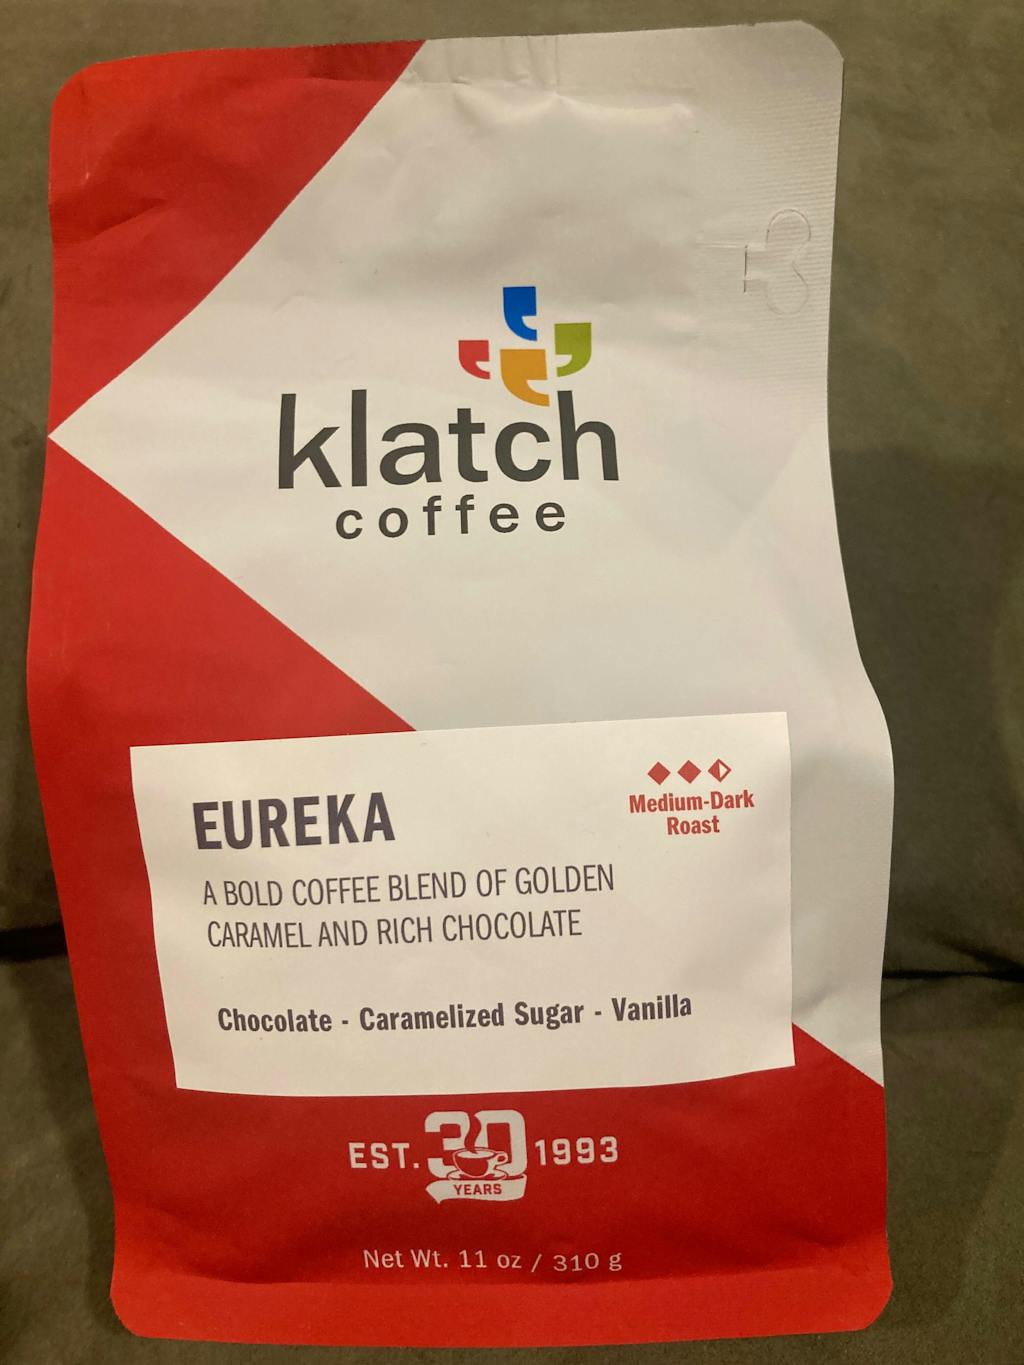 klatch
coffee
EUREKA
Medium-Dark
Roast
A BOLD COFFEE BLEND OF GOLDEN
CARAMEL AND RICH CHOCOLATE
Chocolate - Caramelized Sugar - Vanilla
EST. 30 1993
YEARS
Net Wt. 11 oz / 310 g